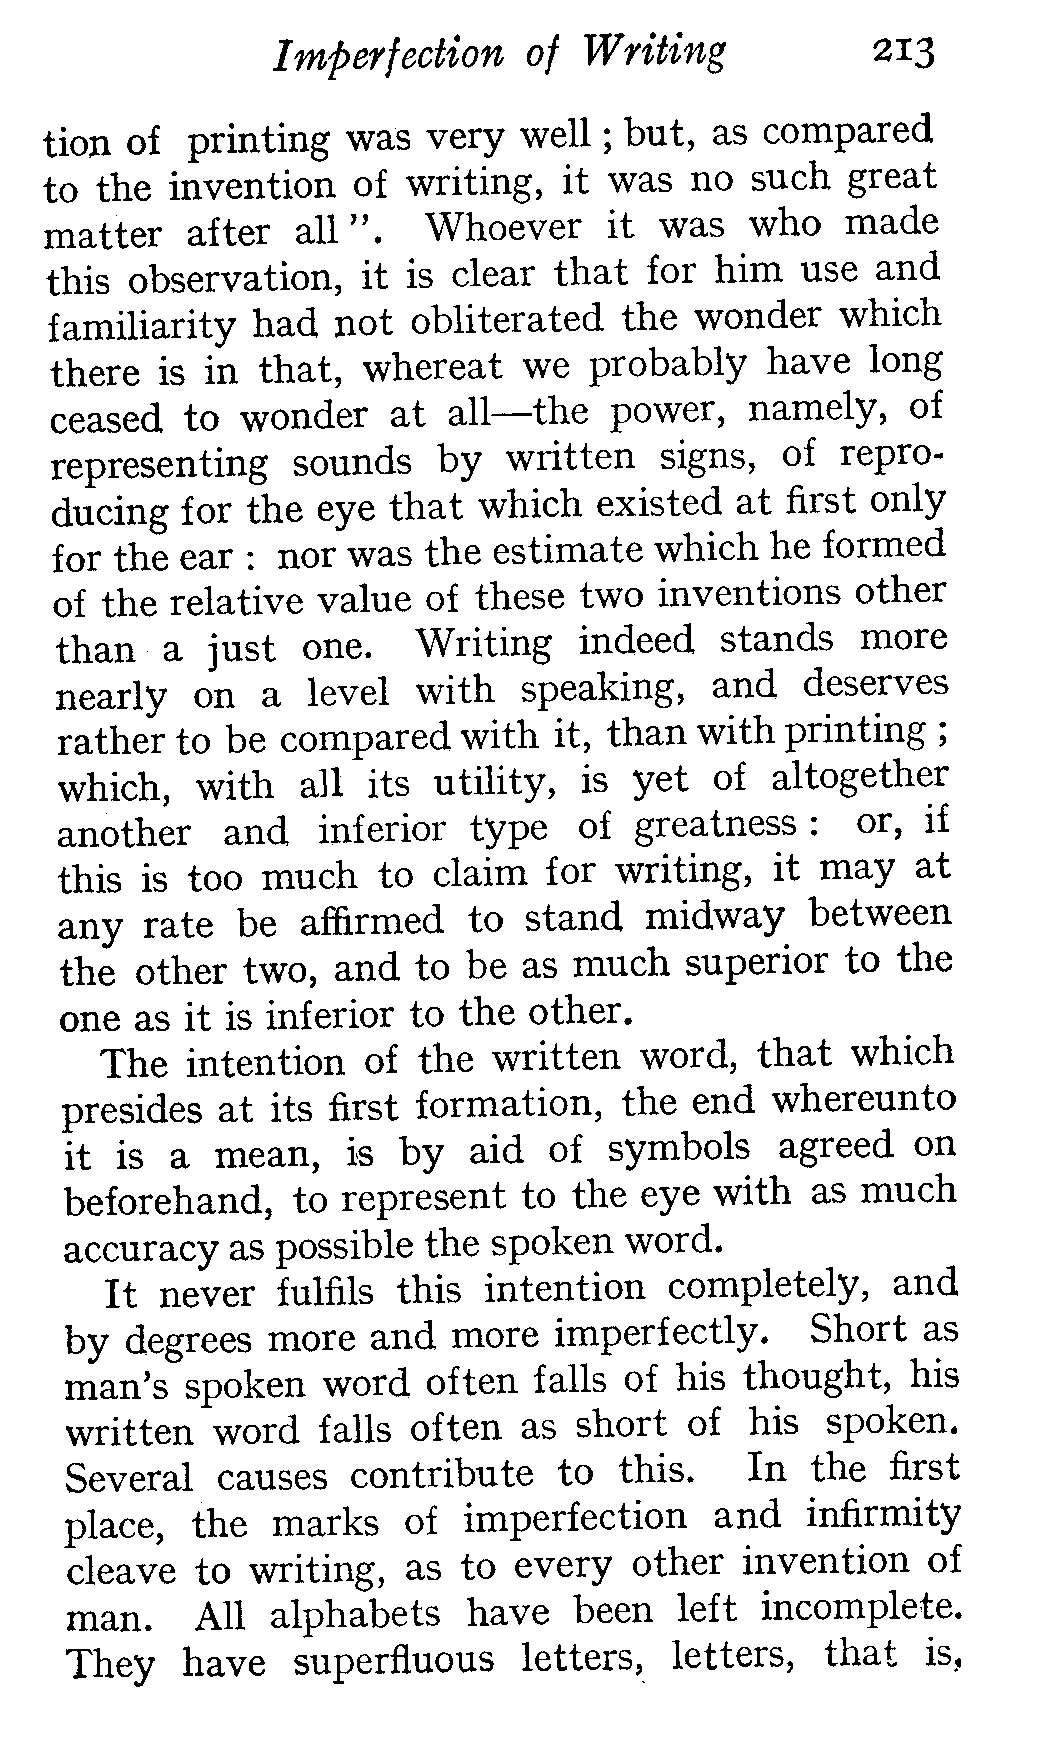 Imperfection of Writing 213
tion of printing was very well ; but, as compared
to the invention of writing, it was no such great
matter after all ”. Whoever it was who made
this observation, it is clear that for him use and
familiarity had not obliterated the wonder which
there is in that, whereat we probably have long
ceased to wonder at all—the power, namely, of
representing sounds by written signs, of repro-
ducing for the eye that which existed at first only
for the ear : nor was the estimate which he formed
of the relative value of these two inventions other
than a just one. Writing indeed stands more
nearly on a level with speaking, and deserves
rather to be compared with it, than with printing ;
which, with all its utility, is yet of altogether
another and inferior type of greatness : or, if
this is too much to claim for writing, it may at
any rate be affirmed to stand midway between
the other two, and to be as much superior to the
one as it is inferior to the other.
The intention of the written word, that which
presides at its first formation, the end whereunto
it is a mean, is by aid of symbols agreed on
beforehand, to represent to the eye with as much
accuracy as possible the spoken word.
It never fulfils this intention completely, and
by degrees more and more imperfectly. Short as
man's spoken word often falls of his thought, his
written word falls often as short of his spoken.
Several causes contribute to this. In the first
place, the marks of imperfection and infirmity
cleave to writing, as to every other invention of
man. All alphabets have been left incomplete.
They have superfluous letters, letters, that is,